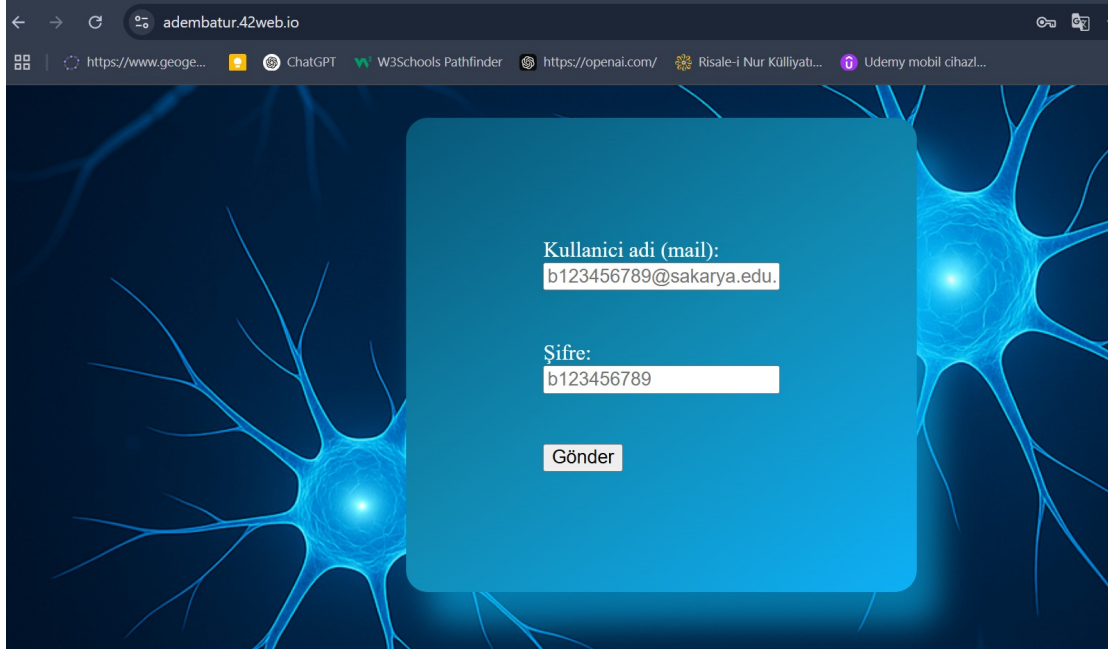 adembatur.42web.io
https://www.geoge... ChatGPT W3Schools Pathfinder https://openai.com/ Risale-i Nur Külliyatı... Udemy mobil cihazl...
Kullanici adi (mail):
b123456789@sakarya.edu.
Şifre:
b123456789
Gönder